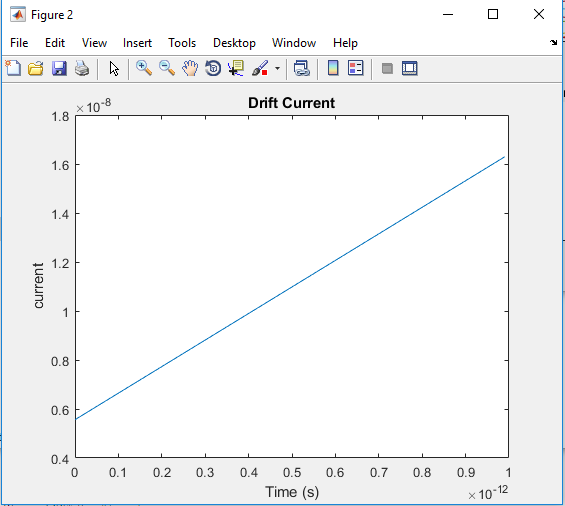 Figure 2
File Edit View Insert Tools Desktop Window Help
Drift Current
×10-8
1.8
1.6
1.4
1.2
1
0.8
0.6
0.4
current
0 0.1 0.2 0.3 0.4 0.5 0.6 0.7 0.8 0.9 1
Time (s)
×10-12